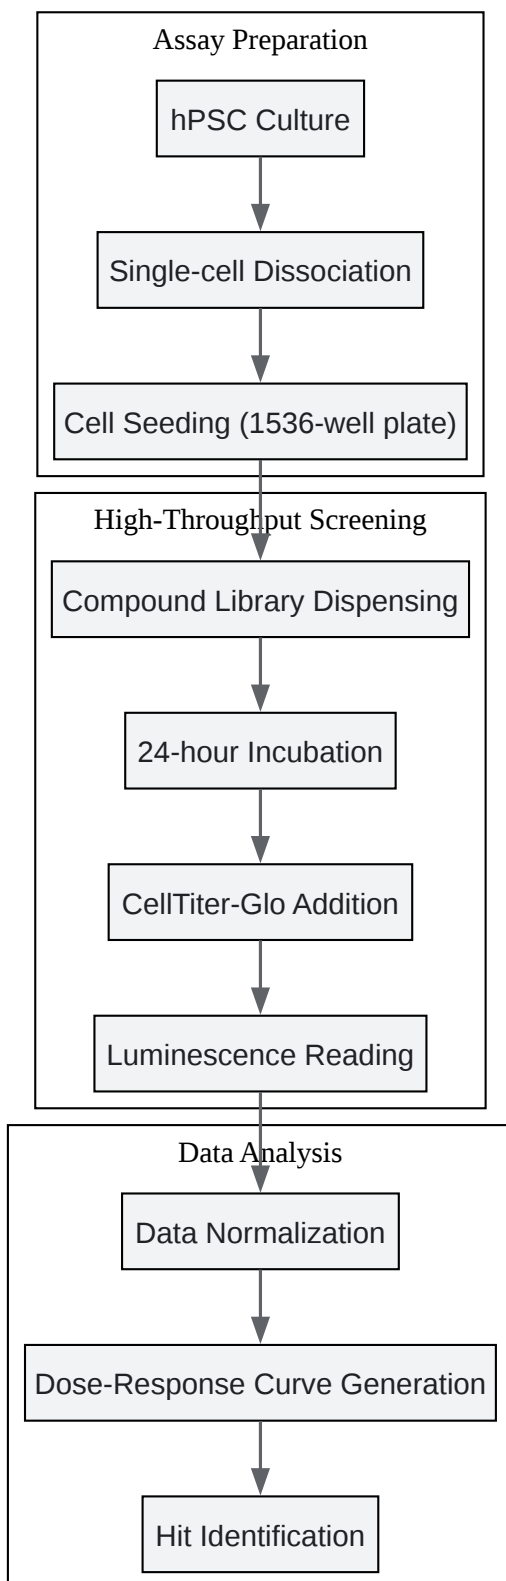 Assay Preparation
hPSC Culture
Single-cell Dissociation
Cell Seeding (1536-well plate)
High-Throughput Screening
Compound Library Dispensing
24-hour Incubation
CellTiter-Glo Addition
Luminescence Reading
Data Analysis
Data Normalization
Dose-Response Curve Generation
Hit Identification